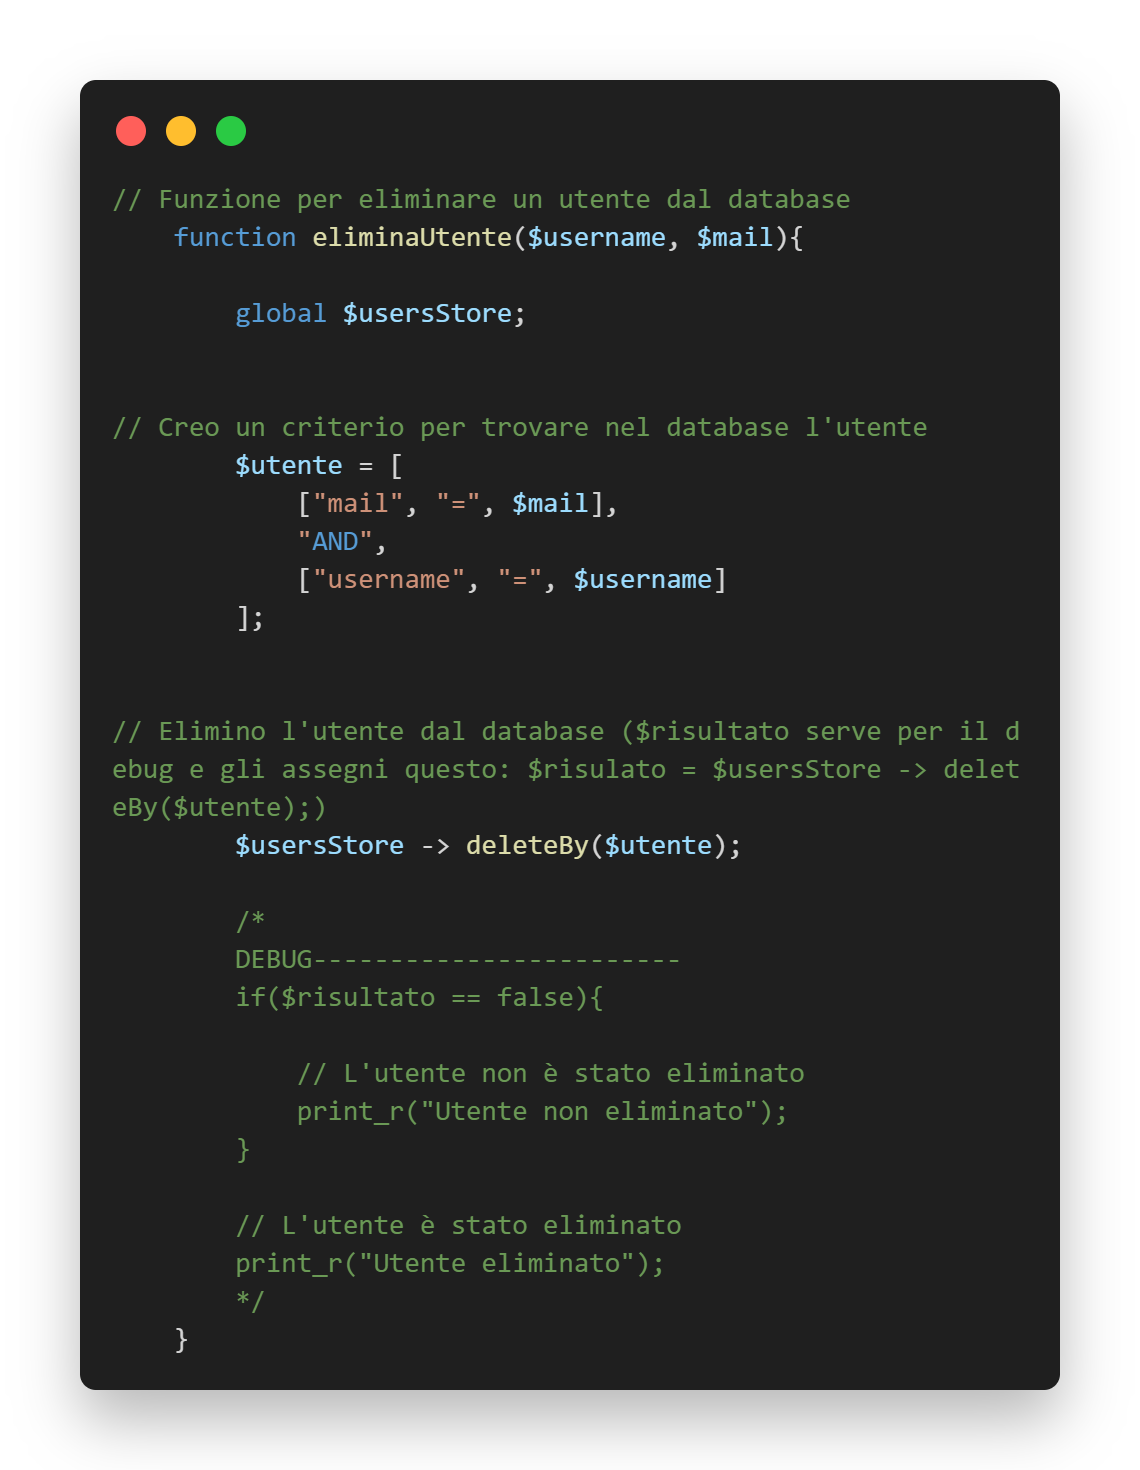 // Funzione per eliminare un utente dal database
    function eliminaUtente($username, $mail){

        global $usersStore;


// Creo un criterio per trovare nel database l'utente
        $utente = [
            ["mail", "=", $mail],
            "AND",
            ["username", "=", $username]
        ];


// Elimino l'utente dal database ($risultato serve per il d
ebug e gli assegni questo: $risulato = $usersStore -> delet
eBy($utente);)
        $usersStore -> deleteBy($utente);

        /*
        DEBUG------------------------
        if($risultato == false){

            // L'utente non è stato eliminato
            print_r("Utente non eliminato");
        }

        // L'utente è stato eliminato
        print_r("Utente eliminato");
        */
    }